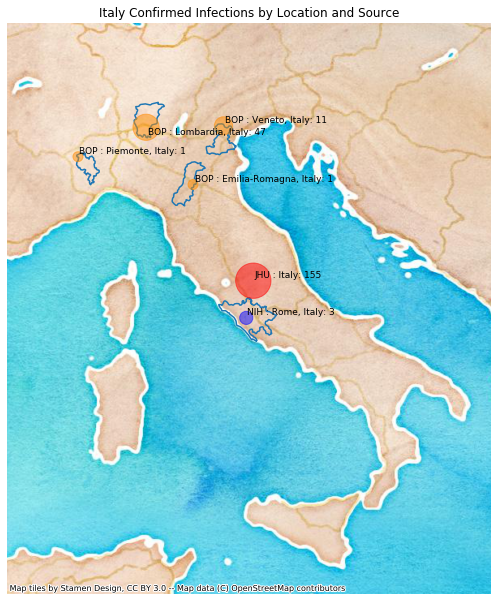 Italy Confirmed Infections by Location and Source
BOP : Veneto, Italy: 11
BOP : Lombardia, Italy: 47
BOP : Piemonte, Italy: 1
BOP : Emilia-Romagna, Italy: 1
JHU : Italy: 155
NIH : Rome, Italy: 3
Map tiles by Stamen Design, CC BY 3.0 -- Map data (C) OpenStreetMap contributors